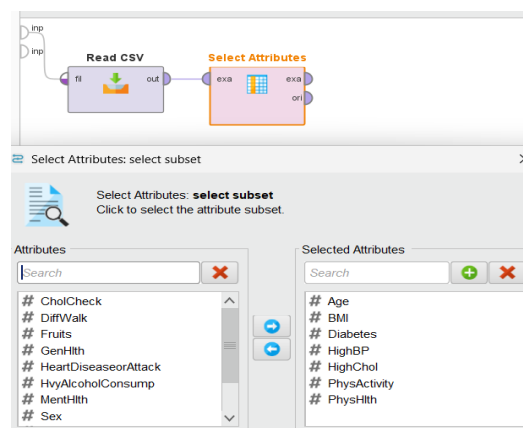 inp
inp
Read CSV
fil
out
Select Attributes
exa
exa
ori
Select Attributes: select subset
Select Attributes: select subset
Click to select the attribute subset.
Attributes
Search
# CholCheck
# DiffWalk
# Fruits
# GenHlth
# HeartDiseaseorAttack
# HvyAlcoholConsump
# MentHlth
# Sex
Selected Attributes
Search
# Age
# BMI
# Diabetes
# HighBP
# HighChol
# PhysActivity
# PhysHlth